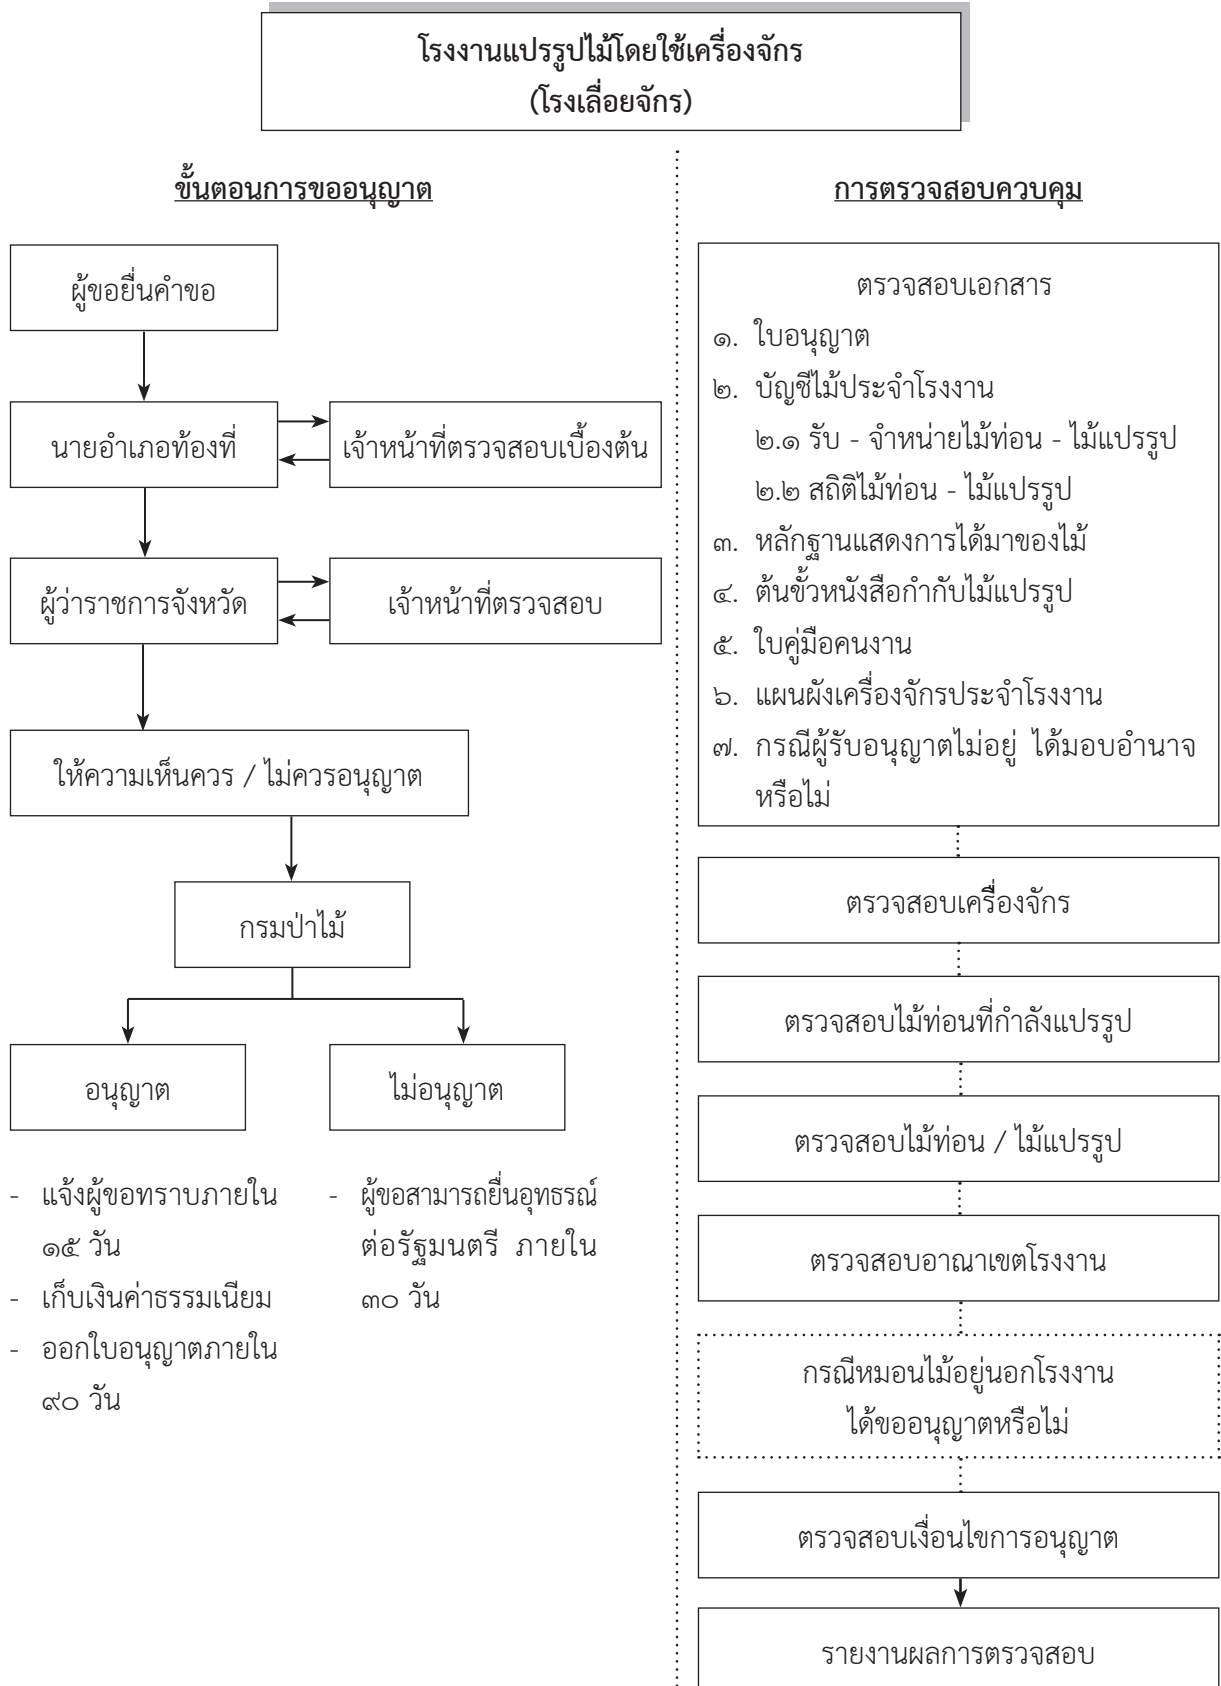 โรงงานแปรรูปไม้โดยใช้เครื่องจักร
(โรงเลื่อยจักร)
ขั้นตอนการขออนุญาต
ผู้ขอยื่นคำขอ
นายอำเภอท้องที่
เจ้าหน้าที่ตรวจสอบเบื้องต้น
ผู้ว่าราชการจังหวัด
เจ้าหน้าที่ตรวจสอบ
ให้ความเห็นควร / ไม่ควรอนุญาต
กรมป่าไม้
อนุญาต
ไม่อนุญาต
- แจ้งผู้ขอทราบภายใน
๑๕ วัน
- เก็บเงินค่าธรรมเนียม
- ออกใบอนุญาตภายใน
๙๐ วัน
- ผู้ขอสามารถยื่นอุทธรณ์
ต่อรัฐมนตรี ภายใน
๓๐ วัน
การตรวจสอบควบคุม
ตรวจสอบเอกสาร
๑. ใบอนุญาต
๒. บัญชีไม้ประจำโรงงาน
๒.๑ รับ - จำหน่ายไม้ท่อน - ไม้แปรรูป
๒.๒ สถิติไม้ท่อน - ไม้แปรรูป
๓. หลักฐานแสดงการได้มาของไม้
๔. ต้นขั้วหนังสือกำกับไม้แปรรูป
๕. ใบคู่มือคนงาน
๖. แผนผังเครื่องจักรประจำโรงงาน
๗. กรณีผู้รับอนุญาตไม่อยู่ ได้มอบอำนาจ
หรือไม่
ตรวจสอบเครื่องจักร
ตรวจสอบไม้ท่อนที่กำลังแปรรูป
ตรวจสอบไม้ท่อน / ไม้แปรรูป
ตรวจสอบอาณาเขตโรงงาน
กรณีหมอนไม้อยู่นอกโรงงาน
ได้ขออนุญาตหรือไม่
ตรวจสอบเงื่อนไขการอนุญาต
รายงานผลการตรวจสอบ